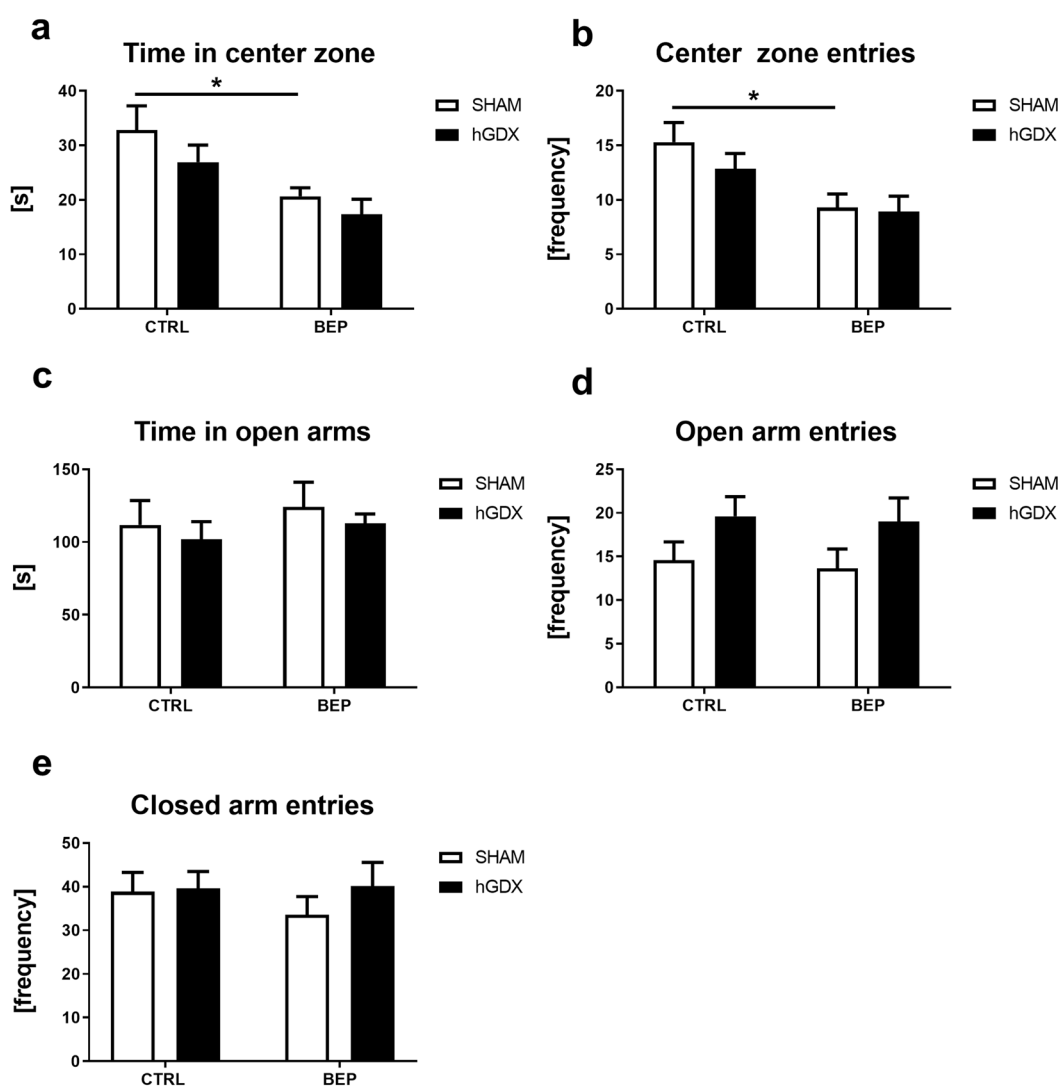 a
Time in center zone
*
40
30
20
10
0
[s]
CTRL
BEP
SHAM
hGDX
b
Center zone entries
*
20
15
10
5
0
[frequency]
CTRL
BEP
SHAM
hGDX
c
Time in open arms
150
100
50
0
[s]
CTRL
BEP
SHAM
hGDX
d
Open arm entries
25
20
15
10
5
0
[frequency]
CTRL
BEP
SHAM
hGDX
e
Closed arm entries
50
40
30
20
10
0
[frequency]
CTRL
BEP
SHAM
hGDX